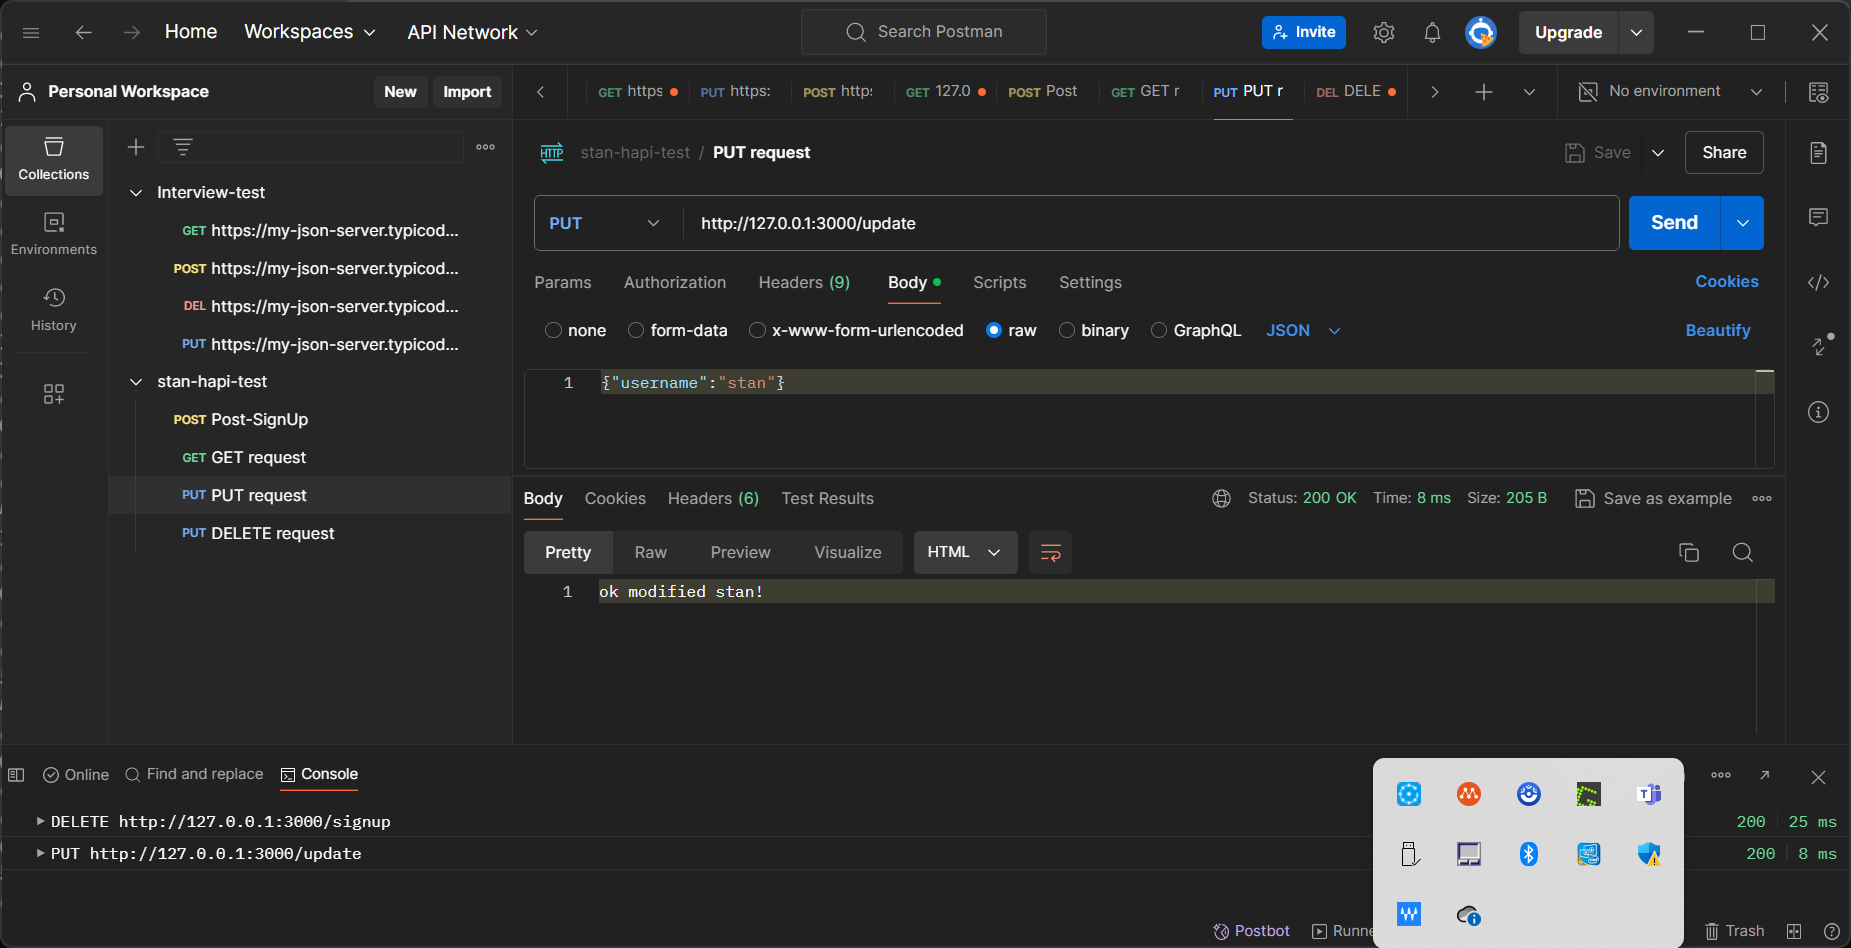 Home Workspaces API Network Search Postman Invite Upgrade
Personal Workspace New Import
GET https PUT https: POST http: GET 127.0 POST Post GET GET r PUT PUT r DEL DELE No environment
Collections
Environments
History
Interview-test
GET https://my-json-server.typicod...
POST https://my-json-server.typicod...
DEL https://my-json-server.typicod...
PUT https://my-json-server.typicod...
stan-hapi-test
POST Post-SignUp
GET GET request
PUT PUT request
PUT DELETE request
HTTP stan-hapi-test / PUT request Save Share
PUT http://127.0.0.1:3000/update Send
Params Authorization Headers (9) Body Scripts Settings Cookies
none form-data x-www-form-urlencoded raw binary GraphQL JSON Beautify
1 {"username":"stan"}
Body Cookies Headers (6) Test Results Status: 200 OK Time: 8 ms Size: 205 B Save as example
Pretty Raw Preview Visualize HTML
1 ok modified stan!
Online Find and replace Console
DELETE http://127.0.0.1:3000/signup 200 25 ms
PUT http://127.0.0.1:3000/update 200 8 ms
Postbot Runne Trash